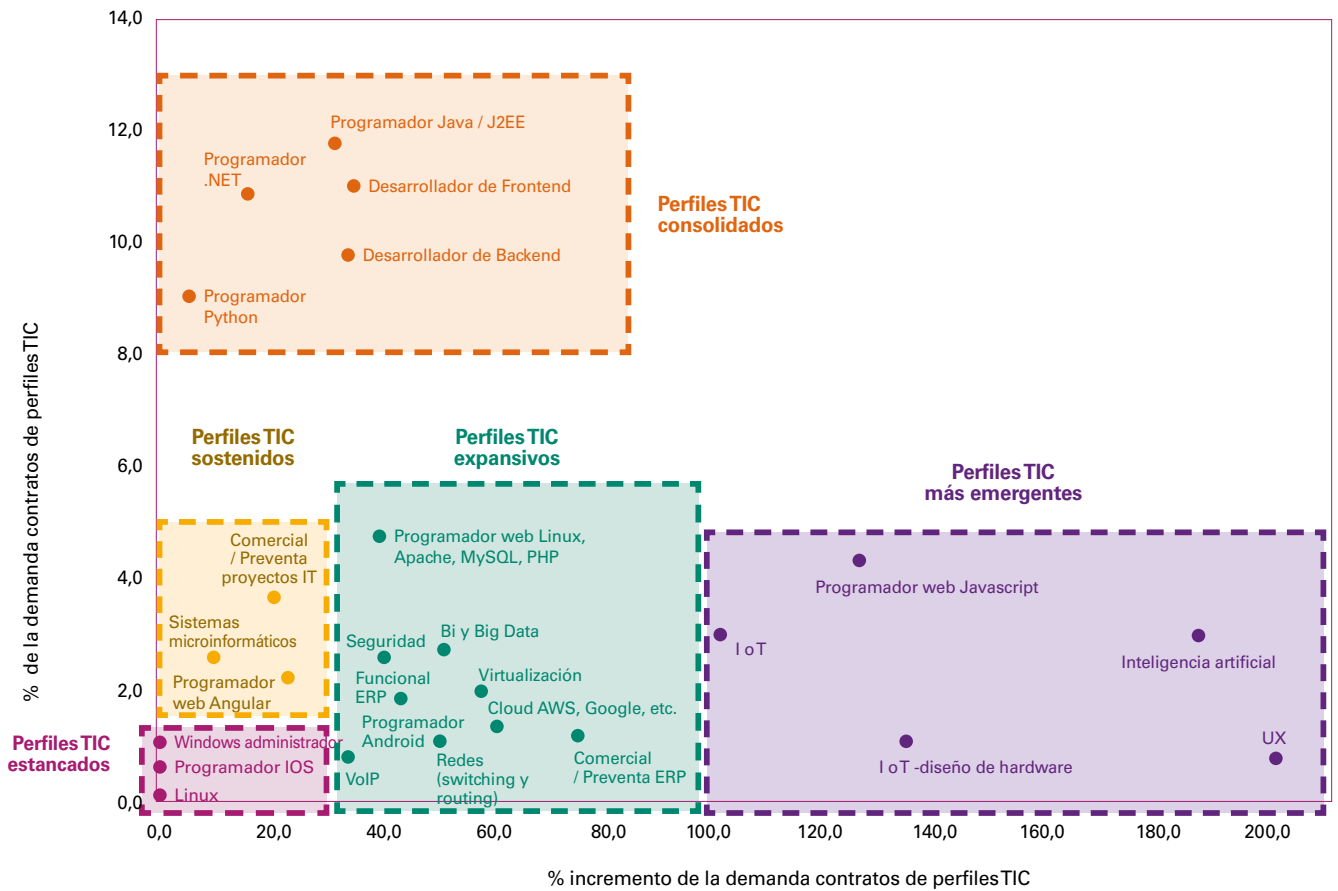 14,0
12,0
10,0
8,0
6,0
4,0
2,0
0,0
% de la demanda contratos de perfiles TIC
Programador Java / J2EE
Programador
.NET
Desarrollador de Frontend
Desarrollador de Backend
Programador
Python
Perfiles TIC
consolidados
Perfiles TIC
sostenidos
Comercial
/ Preventa
proyectos IT
Sistemas
microinformáticos
Programador
web Angular
Perfiles TIC
expansivos
Programador web Linux,
Apache, MySQL, PHP
Bi y Big Data
Seguridad
Funcional
ERP
Virtualización
Cloud AWS, Google, etc.
Programador
Android
VoIP
Redes
(switching y
routing)
Comercial
/ Preventa ERP
Perfiles TIC
más emergentes
Programador web Javascript
I o T
Inteligencia artificial
I o T -diseño de hardware
UX
Perfiles TIC
estancados
Windows administrador
Programador IOS
Linux
0,0 20,0 40,0 60,0 80,0 100,0 120,0 140,0 160,0 180,0 200,0
% incremento de la demanda contratos de perfiles TIC